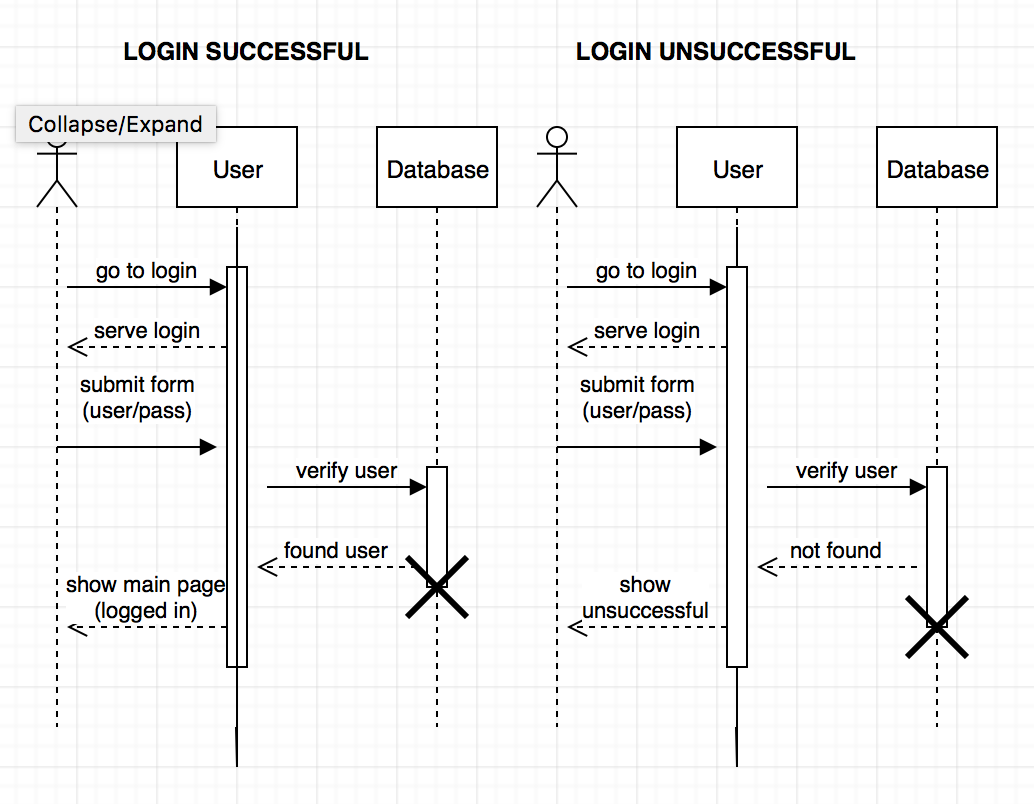 LOGIN SUCCESSFUL
LOGIN UNSUCCESSFUL
Collapse/Expand
User
Database
User
Database
go to login
serve login
submit form
(user/pass)
verify user
found user
show main page
(logged in)
go to login
serve login
submit form
(user/pass)
verify user
not found
show
unsuccessful